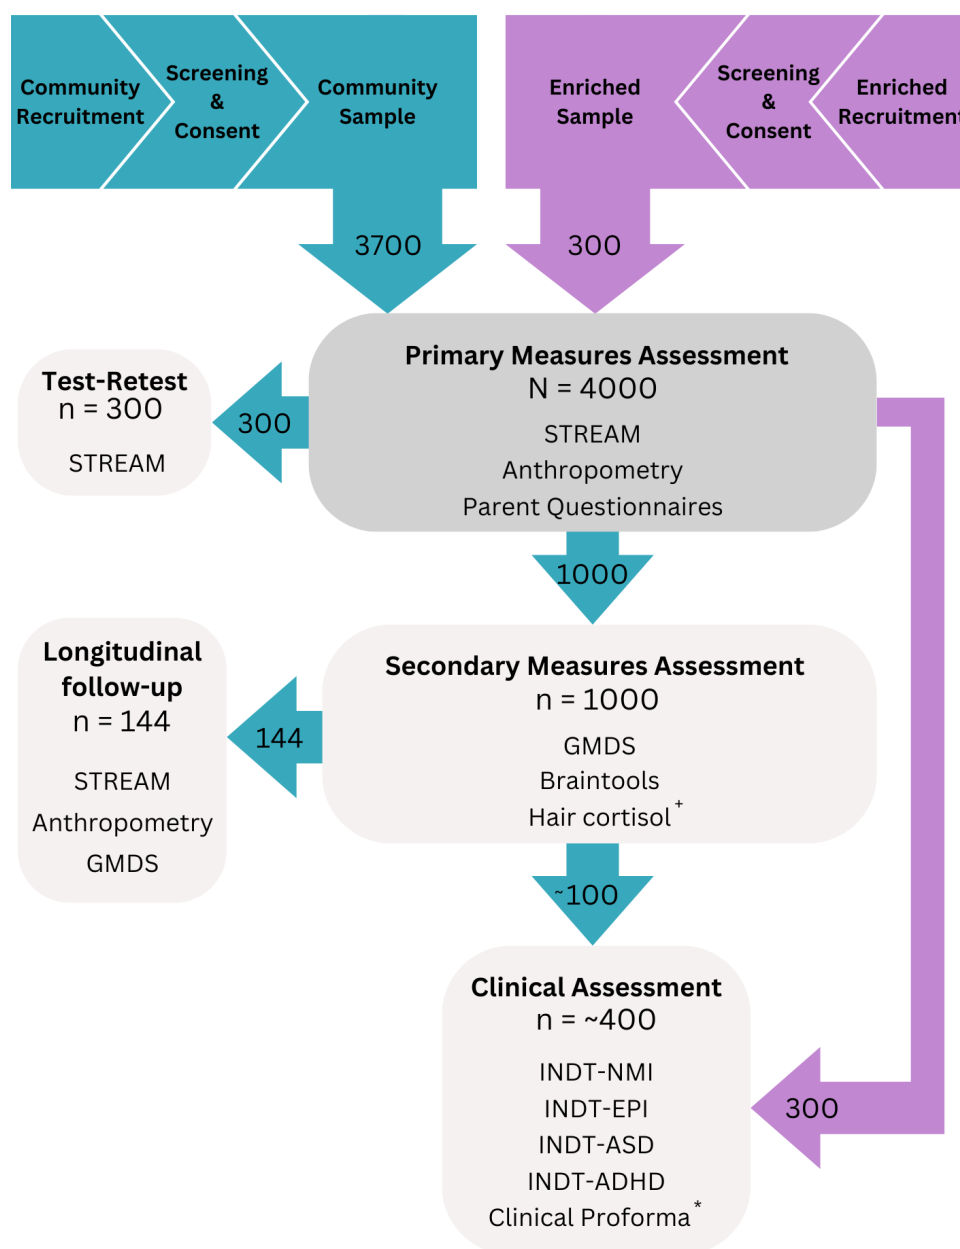 Community
Recruitment
Screening
&
Consent
Community
Sample
Enriched
Sample
Screening
&
Consent
Enriched
Recruitment
3700
300
Primary Measures Assessment
N = 4000
STREAM
Anthropometry
Parent Questionnaires
300
Test-Retest
n = 300
STREAM
1000
Secondary Measures Assessment
n = 1000
GMDS
Braintools
Hair cortisol+
144
Longitudinal
follow-up
n = 144
STREAM
Anthropometry
GMDS
~100
Clinical Assessment
n = ~400
INDT-NMI
INDT-EPI
INDT-ASD
INDT-ADHD
Clinical Proforma*
300